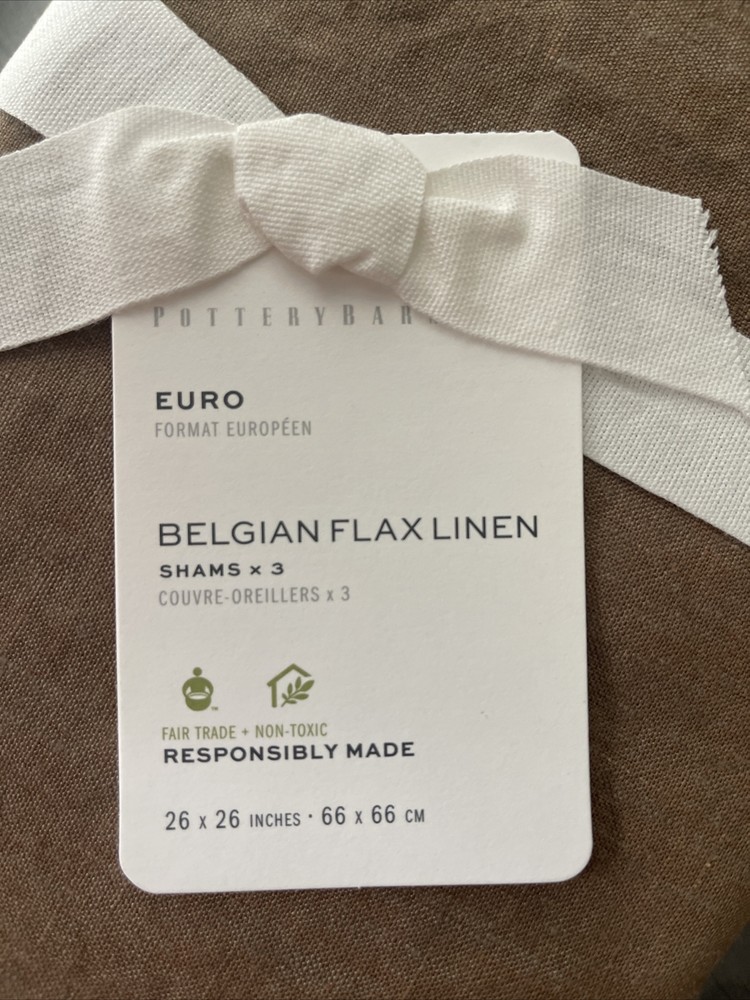 POTTERYBAR
EURO
FORMAT EUROPÉEN
BELGIAN FLAX LINEN
SHAMS × 3
COUVRE-OREILLERS x 3
FAIR TRADE + NON-TOXIC
RESPONSIBLY MADE
26 x 26 INCHES · 66 x 66 CM